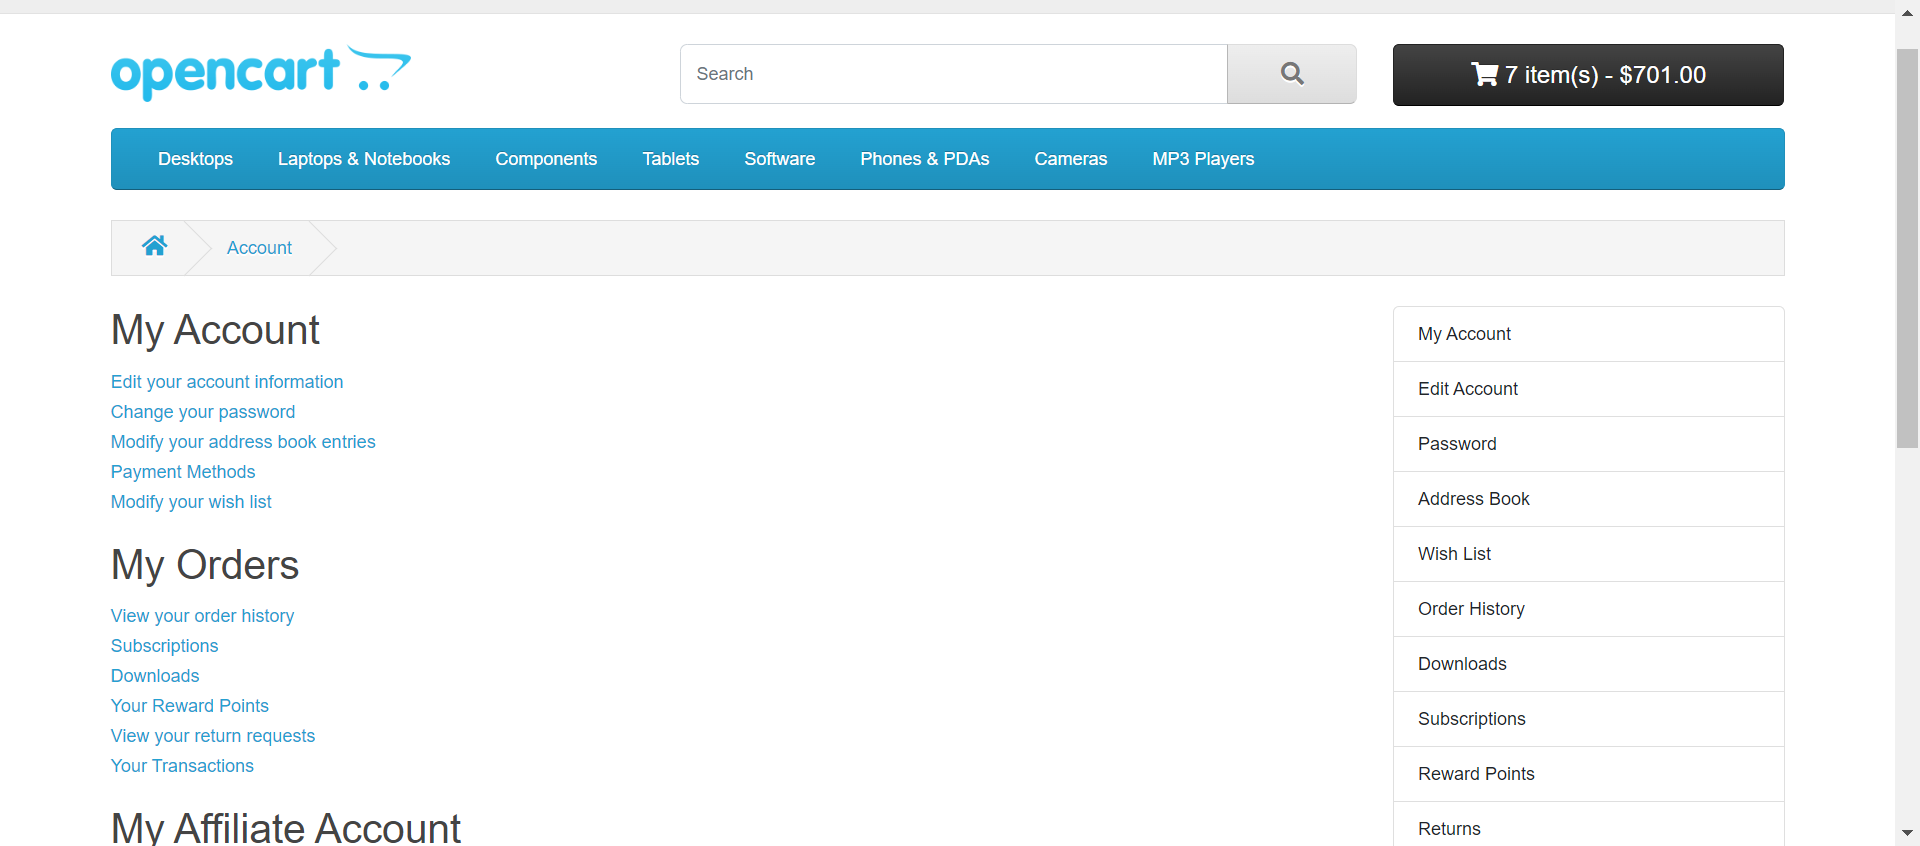 opencart
Search
7 item(s) - $701.00
Desktops
Laptops & Notebooks
Components
Tablets
Software
Phones & PDAs
Cameras
MP3 Players
Account
My Account
Edit your account information
Change your password
Modify your address book entries
Payment Methods
Modify your wish list
My Orders
View your order history
Subscriptions
Downloads
Your Reward Points
View your return requests
Your Transactions
My Affiliate Account
My Account
Edit Account
Password
Address Book
Wish List
Order History
Downloads
Subscriptions
Reward Points
Returns